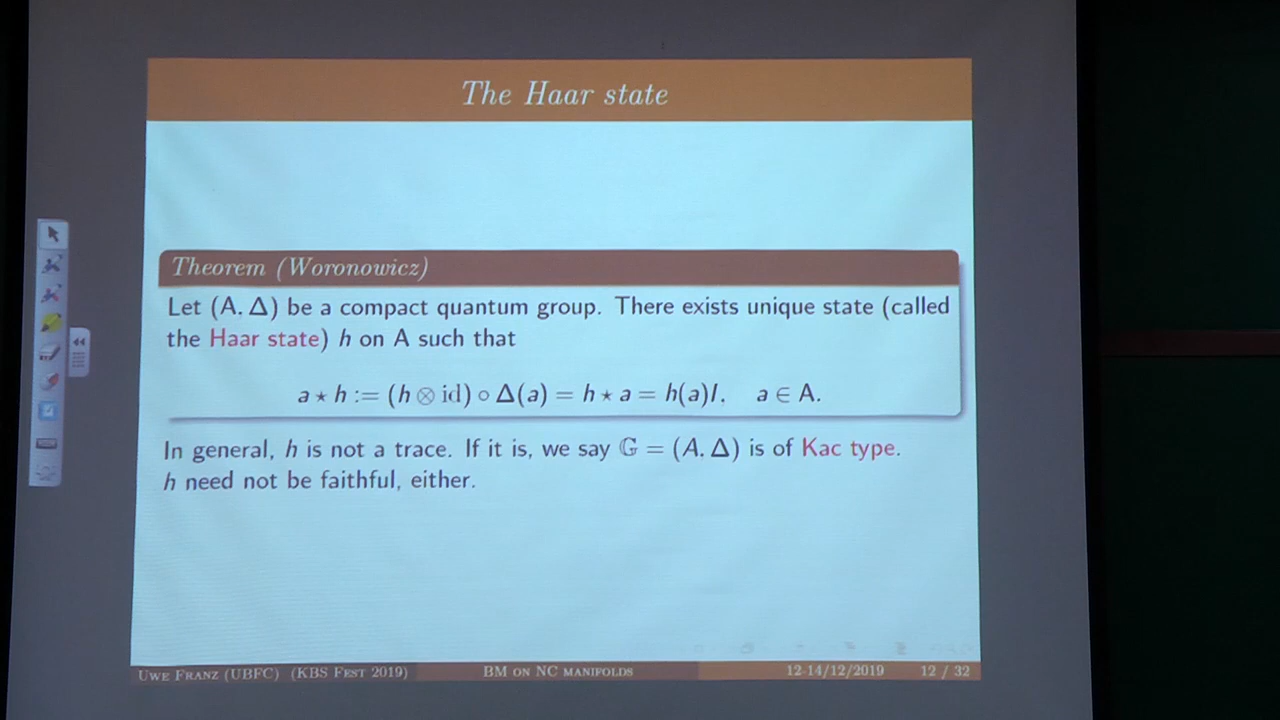 The Haar state
Theorem (Woronowicz)
Let (A, Δ) be a compact quantum group. There exists unique state (called
the Haar state) h on A such that
a ⋆ h := (h ⊗ id) ∘ Δ(a) = h ⋆ a = h(a)I, a ∈ A.
In general, h is not a trace. If it is, we say 𝔾 = (A, Δ) is of Kac type.
h need not be faithful, either.
UWE FRANZ (UBFC) (KBS FEST 2019) BM ON NC MANIFOLDS 12-14/12/2019 12 / 32